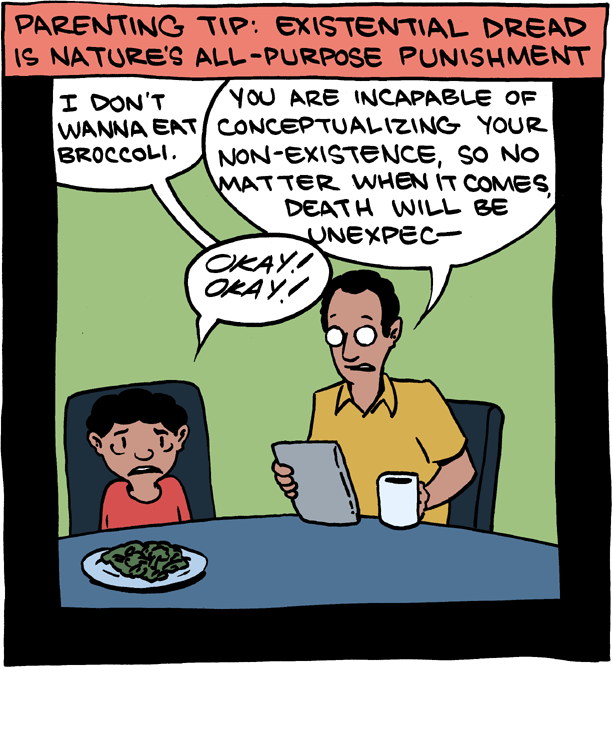 PARENTING TIP: EXISTENTIAL DREAD
IS NATURE'S ALL-PURPOSE PUNISHMENT
I DON'T
WANNA EAT
BROCCOLI.
YOU ARE INCAPABLE OF
CONCEPTUALIZING YOUR
NON-EXISTENCE, SO NO
MATTER WHEN IT COMES,
DEATH WILL BE
UNEXPEC—
OKAY!
OKAY!